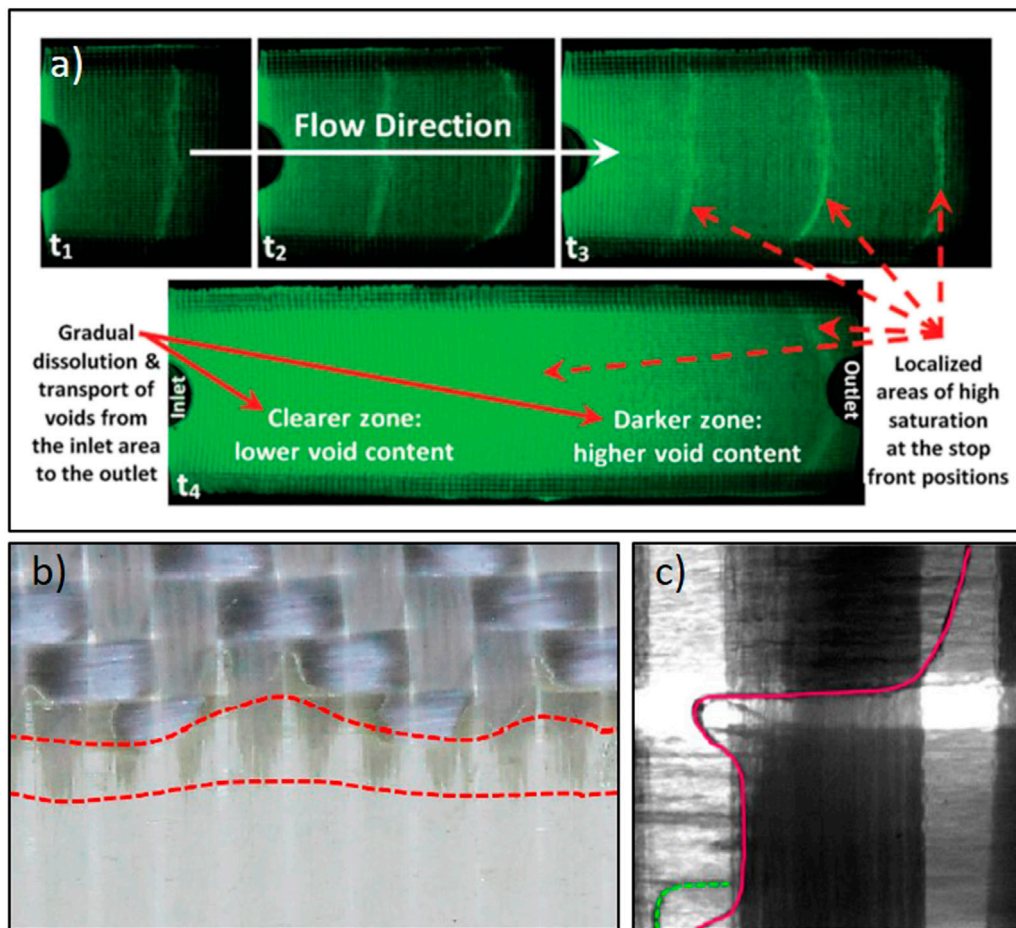 a)
Flow Direction
t1
t2
t3
Gradual
dissolution &
transport of
voids from
the inlet area
to the outlet
Inlet
Clearer zone:
lower void content
Darker zone:
higher void content
Outlet
t4
Localized
areas of high
saturation
at the stop
front positions
b)
c)